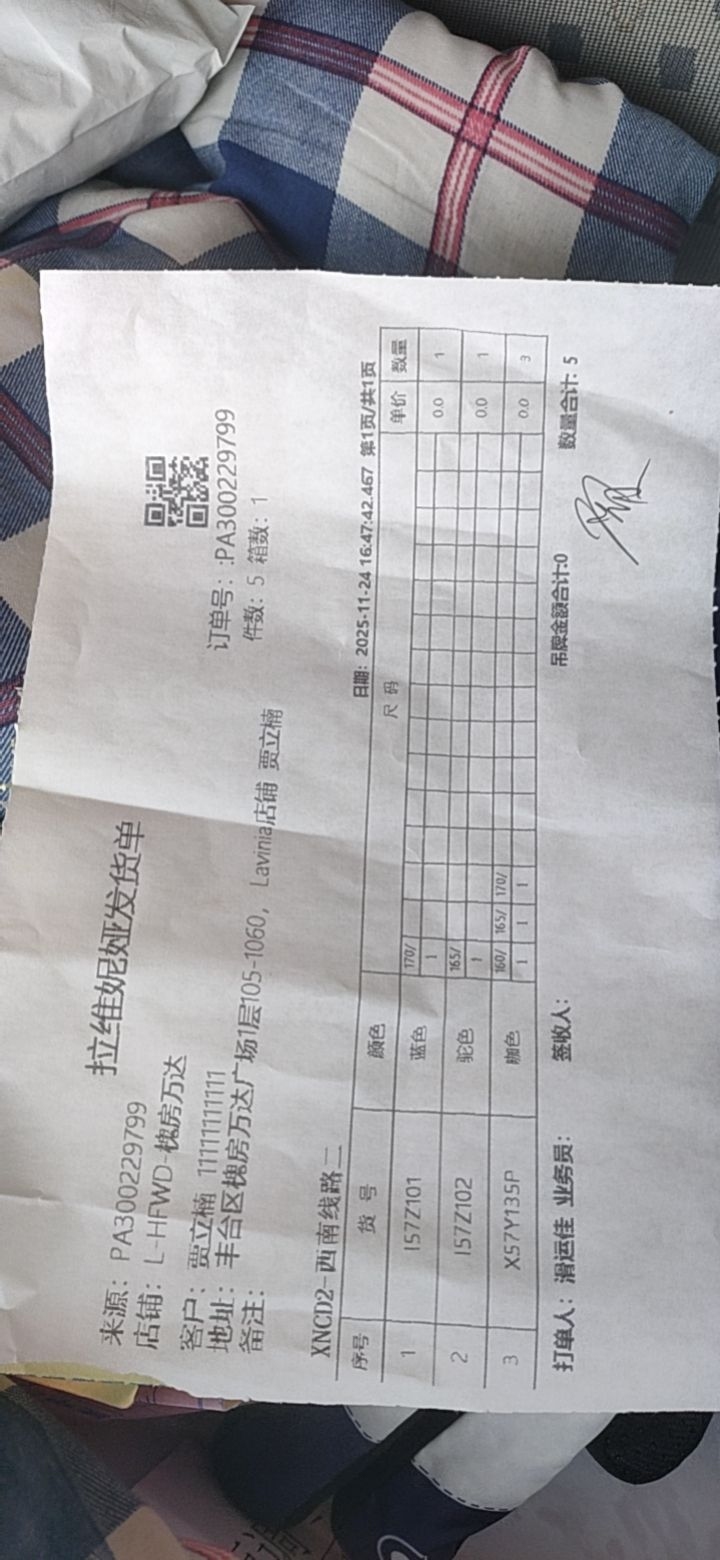 拉维妮娅发货单
来源：PA300229799
店铺：L-HFWD-槐房万达
订单号：:PA300229799
客户：贾立楠 11111111111
件数：5 箱数：1
地址：丰台区槐房万达广场1层105-1060，Lavinia店铺 贾立楠
备注：
XNCD2-西南线路二
日期：2025-11-24 16:47:42.467 第1页/共1页
序号 货号 颜色 尺码 单价 数量
170/
1 I57Z101 蓝色 1 0.0 1
165/
2 I57Z102 驼色 1 0.0 1
160/ 165/ 170/
3 X57Y135P 咖色 1 1 1 0.0 3
打单人：滑运佳 业务员： 签收人： 吊牌金额合计:0 数量合计: 5